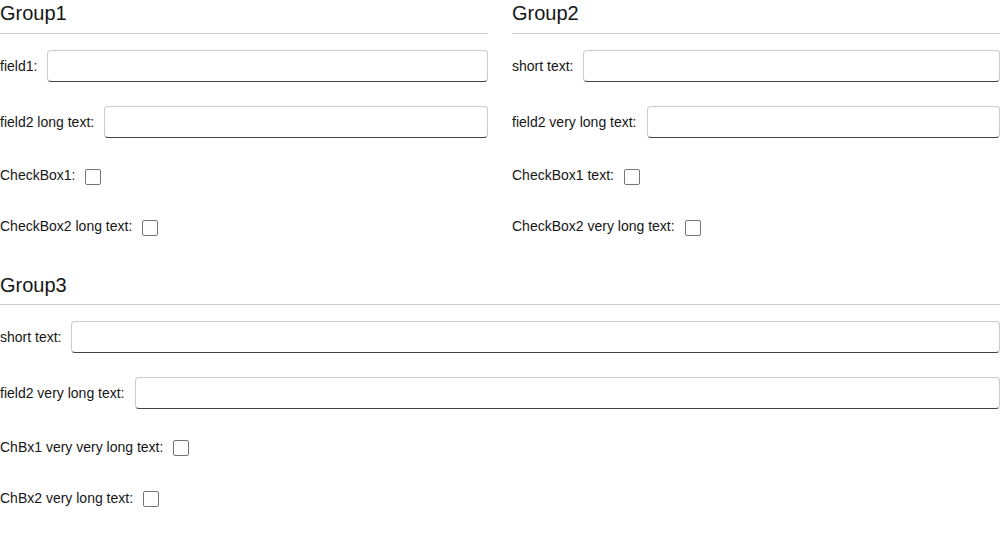 Group1
field1:
field2 long text:
CheckBox1:
CheckBox2 long text:
Group2
short text:
field2 very long text:
CheckBox1 text:
CheckBox2 very long text:
Group3
short text:
field2 very long text:
ChBx1 very very long text:
ChBx2 very long text: